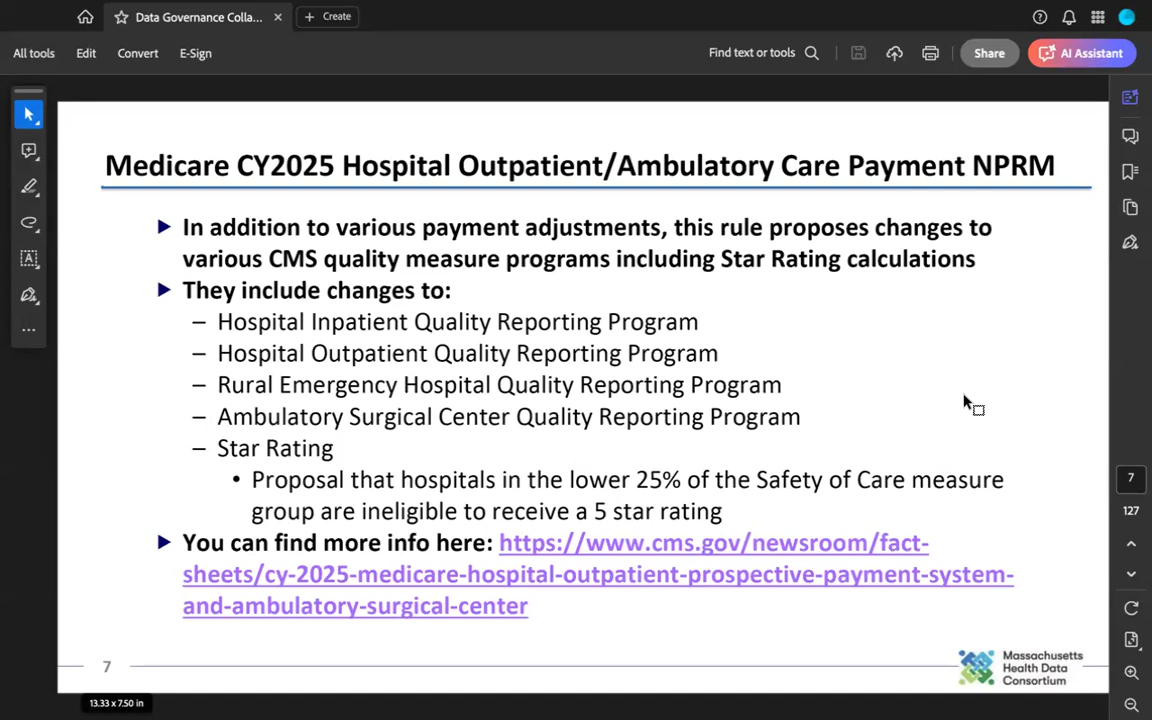 Data Governance Colla...
Create
All tools
Edit
Convert
E-Sign
Find text or tools
Share
AI Assistant
Medicare CY2025 Hospital Outpatient/Ambulatory Care Payment NPRM
In addition to various payment adjustments, this rule proposes changes to
various CMS quality measure programs including Star Rating calculations
They include changes to:
– Hospital Inpatient Quality Reporting Program
– Hospital Outpatient Quality Reporting Program
– Rural Emergency Hospital Quality Reporting Program
– Ambulatory Surgical Center Quality Reporting Program
– Star Rating
• Proposal that hospitals in the lower 25% of the Safety of Care measure
group are ineligible to receive a 5 star rating
You can find more info here: https://www.cms.gov/newsroom/fact-
sheets/cy-2025-medicare-hospital-outpatient-prospective-payment-system-
and-ambulatory-surgical-center
7
Massachusetts
Health Data
Consortium
13.33 x 7.50 in
7
127